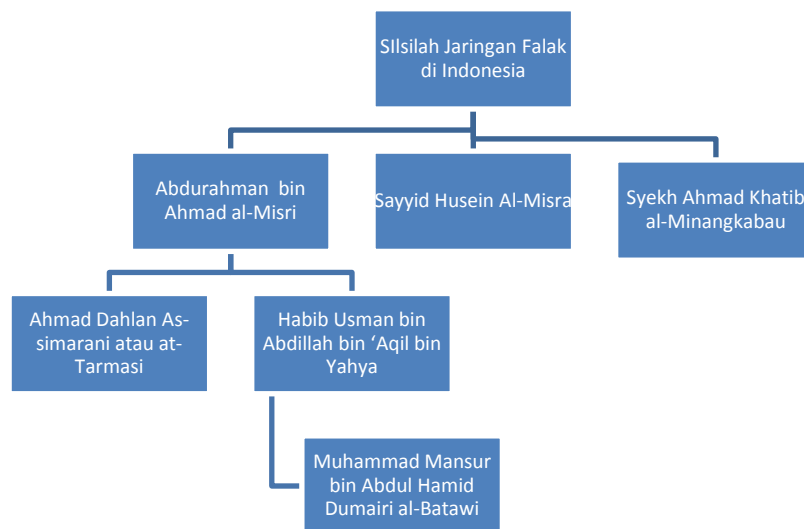 SIlsilah Jaringan Falak
di Indonesia
Abdurahman bin
Ahmad al-Misri
Sayyid Husein Al-Misra
Syekh Ahmad Khatib
al-Minangkabau
Ahmad Dahlan As-
simarani atau at-
Tarmasi
Habib Usman bin
Abdillah bin ‘Aqil bin
Yahya
Muhammad Mansur
bin Abdul Hamid
Dumairi al-Batawi